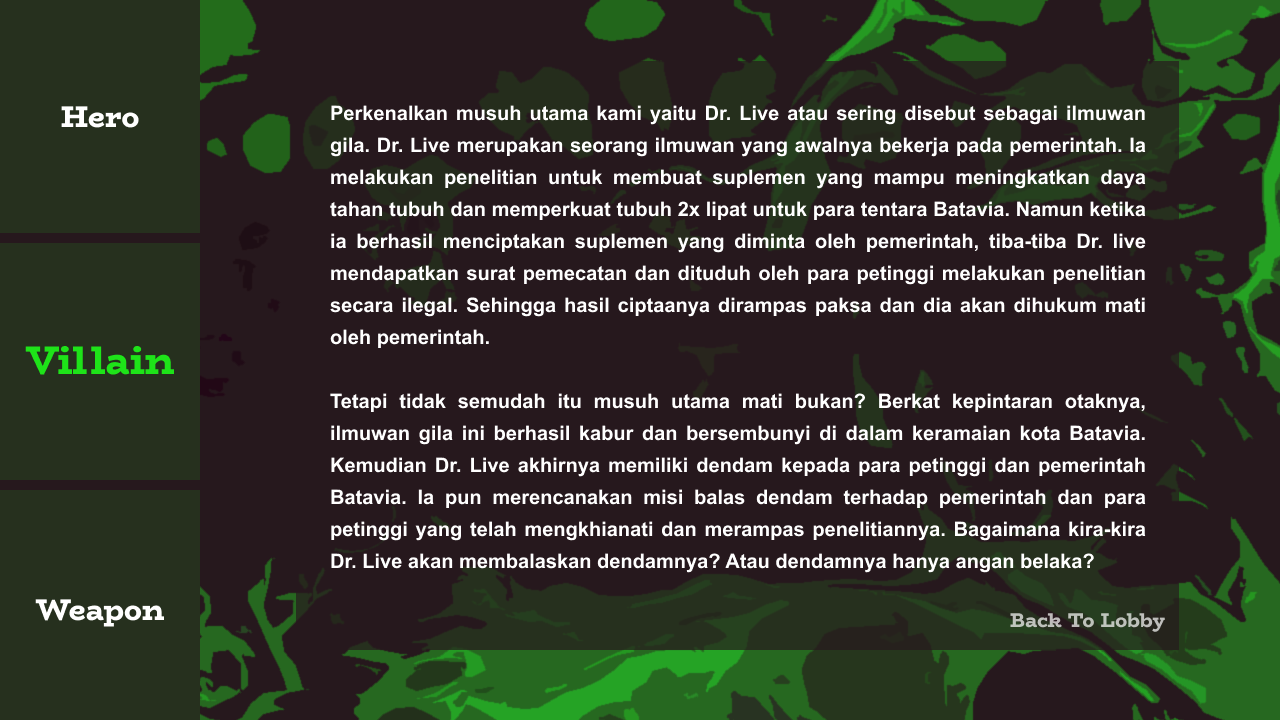 Hero
Villain
Weapon
Perkenalkan musuh utama kami yaitu Dr. Live atau sering disebut sebagai ilmuwan
gila. Dr. Live merupakan seorang ilmuwan yang awalnya bekerja pada pemerintah. Ia
melakukan penelitian untuk membuat suplemen yang mampu meningkatkan daya
tahan tubuh dan memperkuat tubuh 2x lipat untuk para tentara Batavia. Namun ketika
ia berhasil menciptakan suplemen yang diminta oleh pemerintah, tiba-tiba Dr. live
mendapatkan surat pemecatan dan dituduh oleh para petinggi melakukan penelitian
secara ilegal. Sehingga hasil ciptaanya dirampas paksa dan dia akan dihukum mati
oleh pemerintah.
Tetapi tidak semudah itu musuh utama mati bukan? Berkat kepintaran otaknya,
ilmuwan gila ini berhasil kabur dan bersembunyi di dalam keramaian kota Batavia.
Kemudian Dr. Live akhirnya memiliki dendam kepada para petinggi dan pemerintah
Batavia. Ia pun merencanakan misi balas dendam terhadap pemerintah dan para
petinggi yang telah mengkhianati dan merampas penelitiannya. Bagaimana kira-kira
Dr. Live akan membalaskan dendamnya? Atau dendamnya hanya angan belaka?
Back To Lobby